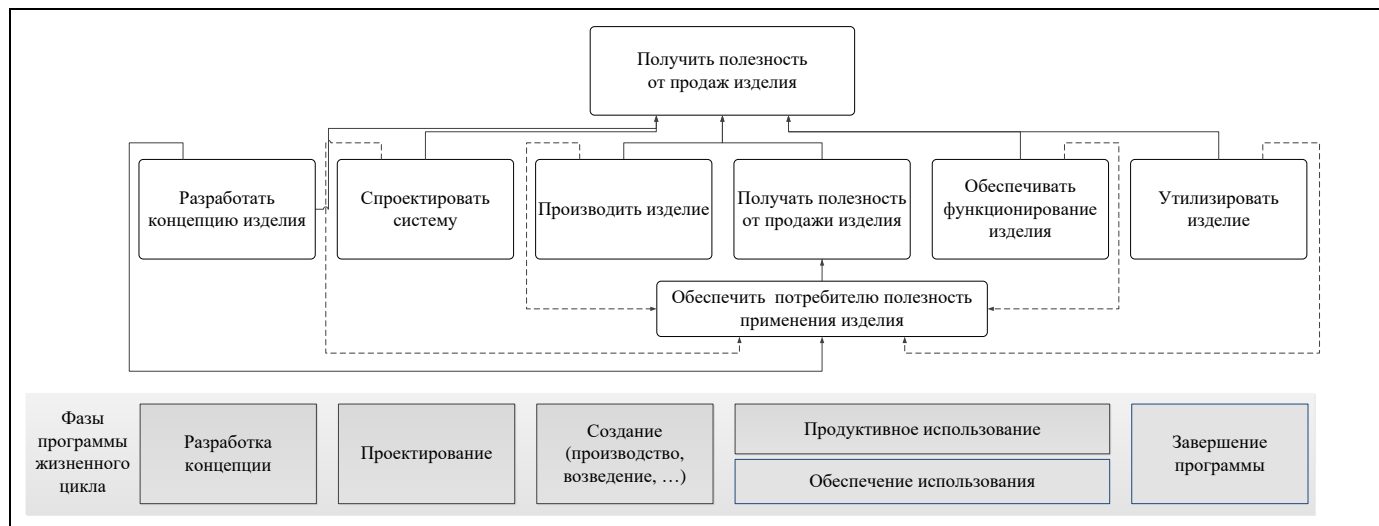 Получить полезность
от продаж изделия
Разработать
концепцию изделия
Спроектировать
систему
Производить изделие
Получать полезность
от продажи изделия
Обеспечивать
функционирование
изделия
Утилизировать
изделие
Обеспечить потребителю полезность
применения изделия
Фазы
программы
жизненного
цикла
Разработка
концепции
Проектирование
Создание
(производство,
возведение, …)
Продуктивное использование
Обеспечение использования
Завершение
программы